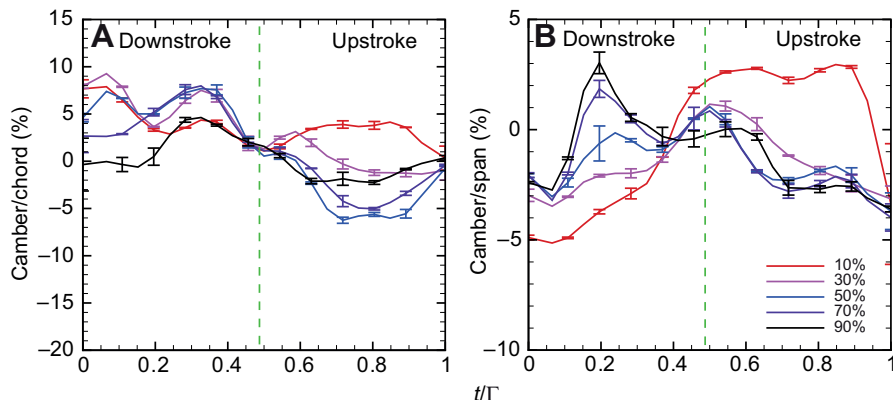 A Downstroke Upstroke
Camber/chord (%)
20
15
10
5
0
–5
–10
–15
–20
0 0.2 0.4 0.6 0.8 1
B Downstroke Upstroke
Camber/span (%)
5
0
–5
–10
0 0.2 0.4 0.6 0.8 1
10%
30%
50%
70%
90%
t/Γ